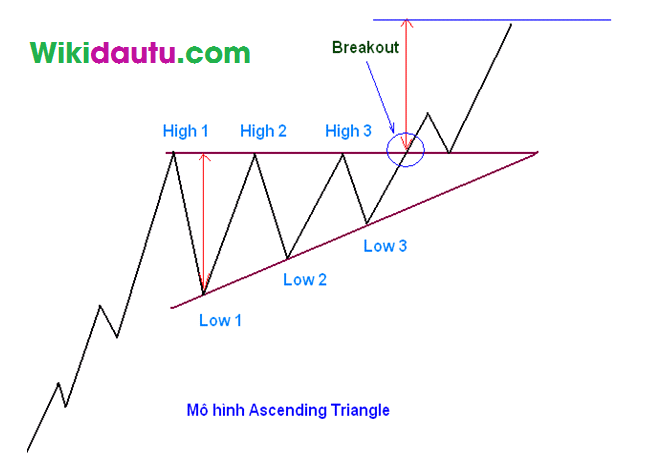 Wikidautu.com
Breakout
High 1
High 2
High 3
Low 3
Low 2
Low 1
Mô hình Ascending Triangle